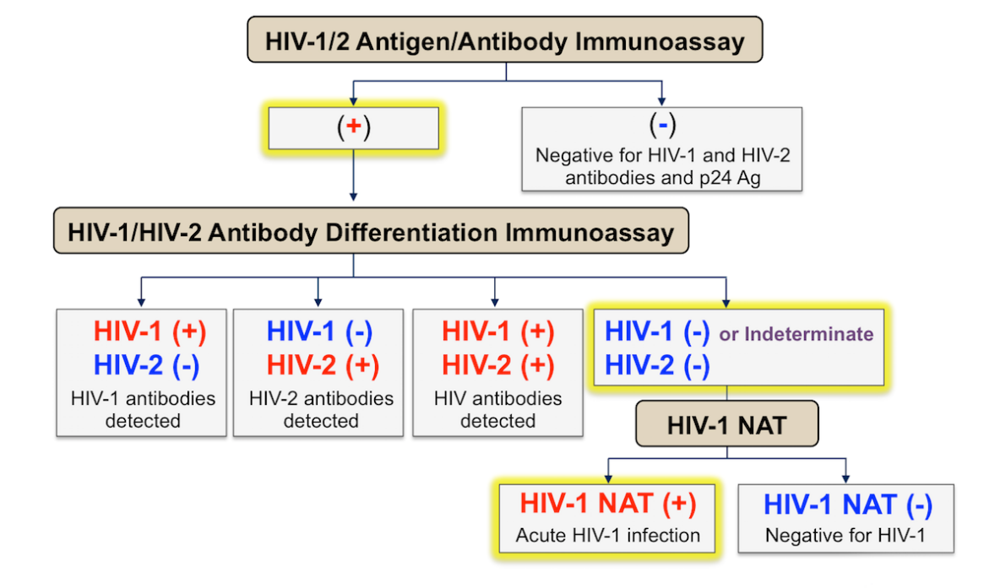 HIV-1/2 Antigen/Antibody Immunoassay
(+)
(-)
Negative for HIV-1 and HIV-2
antibodies and p24 Ag
HIV-1/HIV-2 Antibody Differentiation Immunoassay
HIV-1 (+)
HIV-2 (-)
HIV-1 antibodies
detected
HIV-1 (-)
HIV-2 (+)
HIV-2 antibodies
detected
HIV-1 (+)
HIV-2 (+)
HIV antibodies
detected
HIV-1 (-) or Indeterminate
HIV-2 (-)
HIV-1 NAT
HIV-1 NAT (+)
Acute HIV-1 infection
HIV-1 NAT (-)
Negative for HIV-1